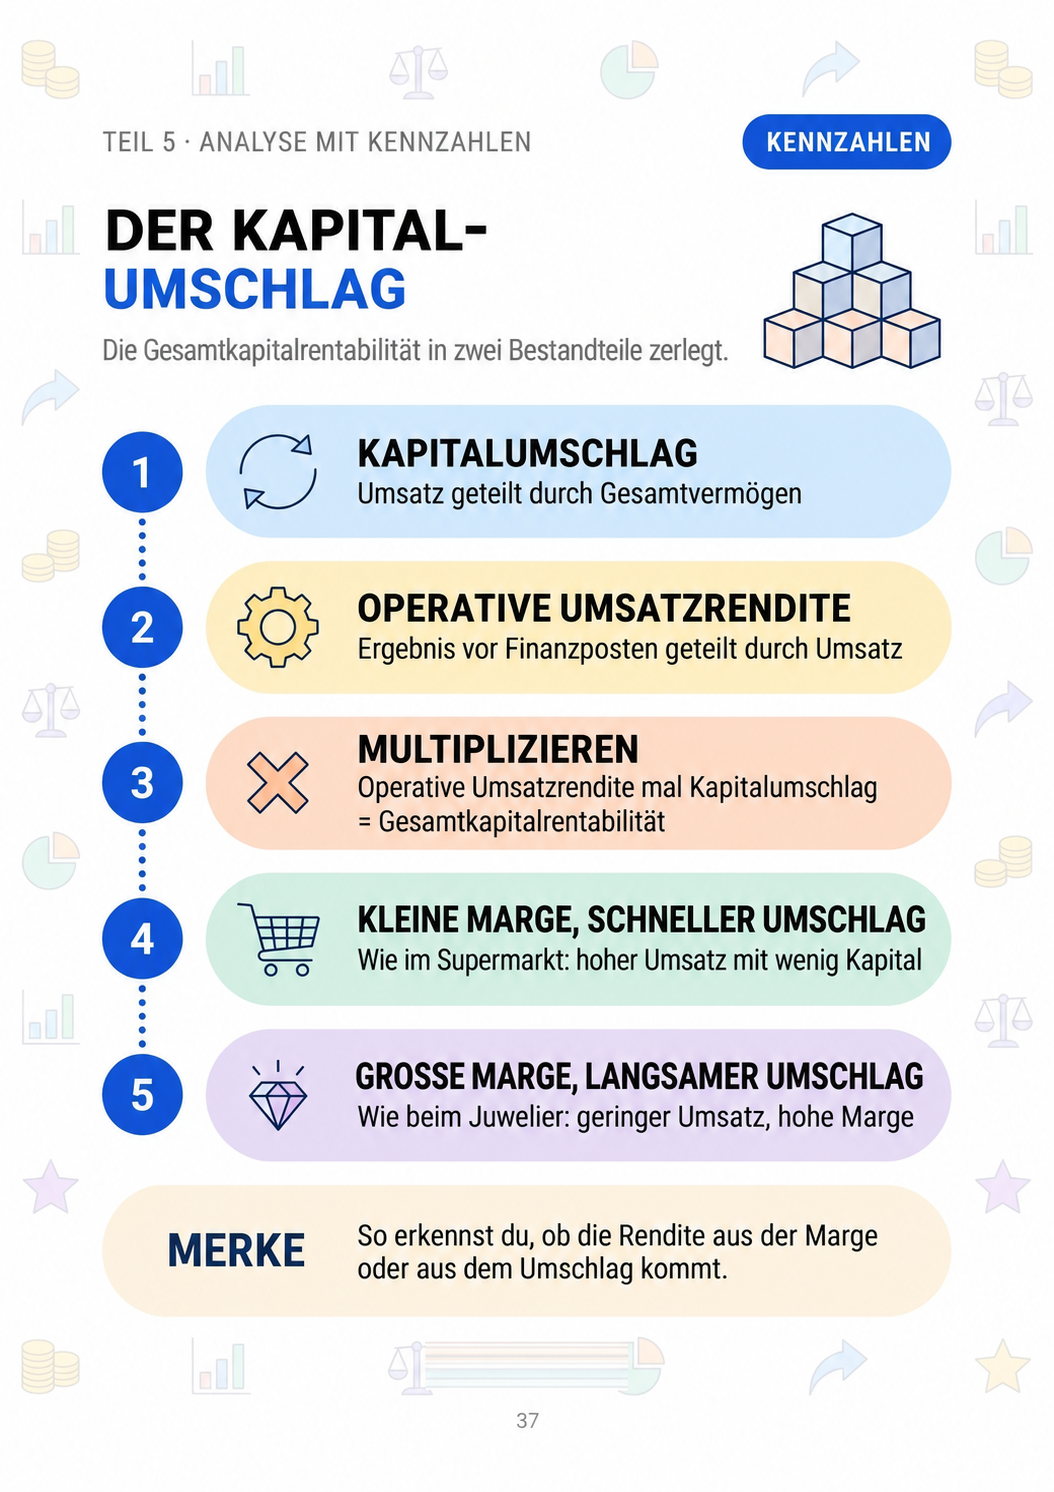 TEIL 5 · ANALYSE MIT KENNZAHLEN
KENNZAHLEN
DER KAPITAL-
UMSCHLAG
Die Gesamtkapitalrentabilität in zwei Bestandteile zerlegt.
1
KAPITALUMSCHLAG
Umsatz geteilt durch Gesamtvermögen
2
OPERATIVE UMSATZRENDITE
Ergebnis vor Finanzposten geteilt durch Umsatz
3
MULTIPLIZIEREN
Operative Umsatzrendite mal Kapitalumschlag
= Gesamtkapitalrentabilität
4
KLEINE MARGE, SCHNELLER UMSCHLAG
Wie im Supermarkt: hoher Umsatz mit wenig Kapital
5
GROSSE MARGE, LANGSAMER UMSCHLAG
Wie beim Juwelier: geringer Umsatz, hohe Marge
MERKE
So erkennst du, ob die Rendite aus der Marge
oder aus dem Umschlag kommt.
37